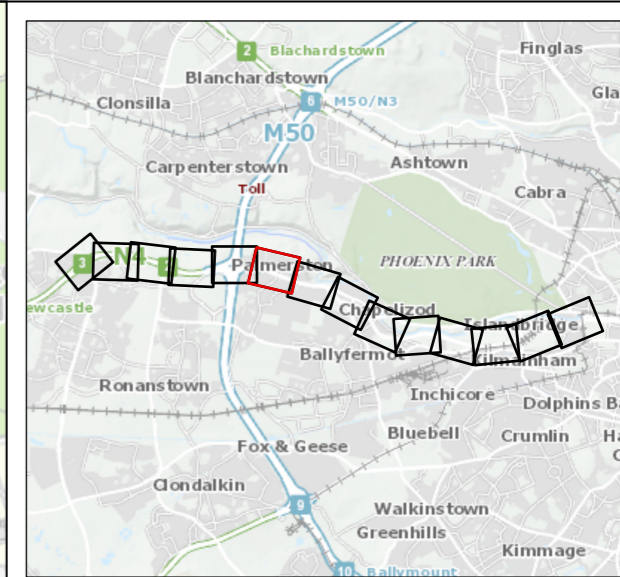 Finglas
2
Blachardstown
Blanchardstown
6
M50/N3
Gla
Clonsilla
M50
Carpenterstown
Ashtown
Toll
Cabra
N4
3
2
Palmerston
PHOENIX PARK
ewcastle
Chapelizod
Islandbridge
Ballyfermot
Kilmainham
Ronanstown
Inchicore
Dolphins Ba
Bluebell
Crumlin
Ha
Fox & Geese
C
Clondalkin
9
Walkinstown
Greenhills
Kimmage
10
Ballymount